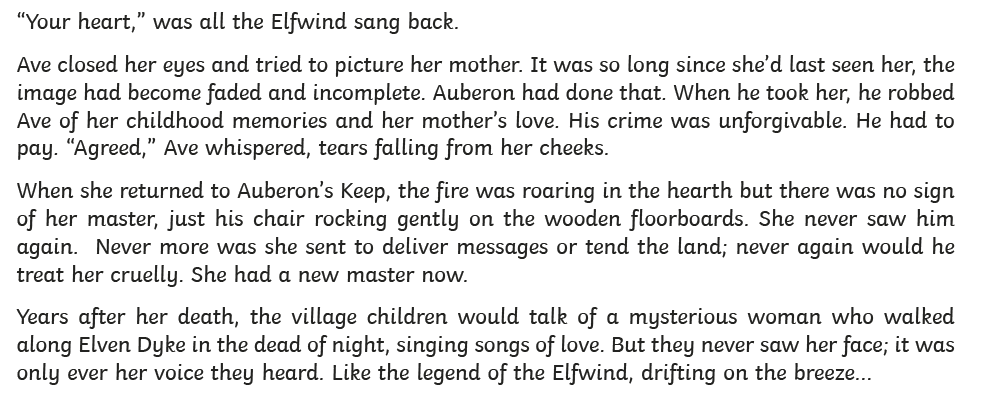 “Your heart,” was all the Elfwind sang back.
Ave closed her eyes and tried to picture her mother. It was so long since she’d last seen her, the
image had become faded and incomplete. Auberon had done that. When he took her, he robbed
Ave of her childhood memories and her mother’s love. His crime was unforgivable. He had to
pay. “Agreed,” Ave whispered, tears falling from her cheeks.
When she returned to Auberon’s Keep, the fire was roaring in the hearth but there was no sign
of her master, just his chair rocking gently on the wooden floorboards. She never saw him
again.  Never more was she sent to deliver messages or tend the land; never again would he
treat her cruelly. She had a new master now.
Years after her death, the village children would talk of a mysterious woman who walked
along Elven Dyke in the dead of night, singing songs of love. But they never saw her face; it was
only ever her voice they heard. Like the legend of the Elfwind, drifting on the breeze...